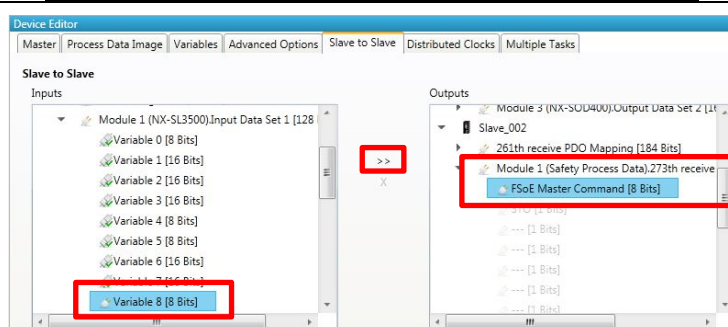 Device Editor
Master Process Data Image Variables Advanced Options Slave to Slave Distributed Clocks Multiple Tasks
Slave to Slave
Inputs
Module 1 (NX-SL3500).Input Data Set 1 [128
Variable 0 [8 Bits]
Variable 1 [16 Bits]
Variable 2 [16 Bits]
Variable 3 [16 Bits]
Variable 4 [8 Bits]
Variable 5 [8 Bits]
Variable 6 [16 Bits]
Variable 7 [16 Bits]
Variable 8 [8 Bits]
>>
X
Outputs
Module 3 (NX-SOD400).Output Data Set 2 [16
Slave_002
261th receive PDO Mapping [184 Bits]
Module 1 (Safety Process Data).273th receive
FSoE Master Command [8 Bits]
STO [1 Bits]
--- [1 Bits]
--- [1 Bits]
--- [1 Bits]
--- [1 Bits]
--- [1 Bits]